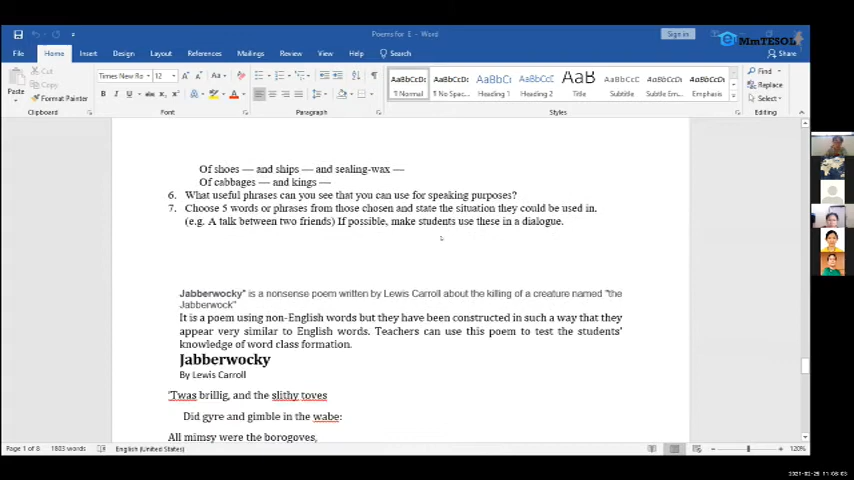 Poems for E - Word
Sign in
MmTESOL
File Home Insert Design Layout References Mailings Review View Help Search
Share
Paste
Cut
Copy
Format Painter
Times New Ro 12
AaBbCcDc AaBbCcDc AaBbCc AaBbCcC AaB AaBbCcC AaBbCcDc AaBbCcDc
¶ Normal ¶ No Spac... Heading 1 Heading 2 Title Subtitle Subtle Em... Emphasis
Find
Replace
Select
Clipboard Font Paragraph Styles Editing
Of shoes — and ships — and sealing-wax —
Of cabbages — and kings —
6. What useful phrases can you see that you can use for speaking purposes?
7. Choose 5 words or phrases from those chosen and state the situation they could be used in.
(e.g. A talk between two friends) If possible, make students use these in a dialogue.
Jabberwocky" is a nonsense poem written by Lewis Carroll about the killing of a creature named "the
Jabberwock"
It is a poem using non-English words but they have been constructed in such a way that they
appear very similar to English words. Teachers can use this poem to test the students'
knowledge of word class formation.
Jabberwocky
By Lewis Carroll
'Twas brillig, and the slithy toves
Did gyre and gimble in the wabe:
All mimsy were the borogoves,
Page 1 of 8 1803 words English (United States) 120%